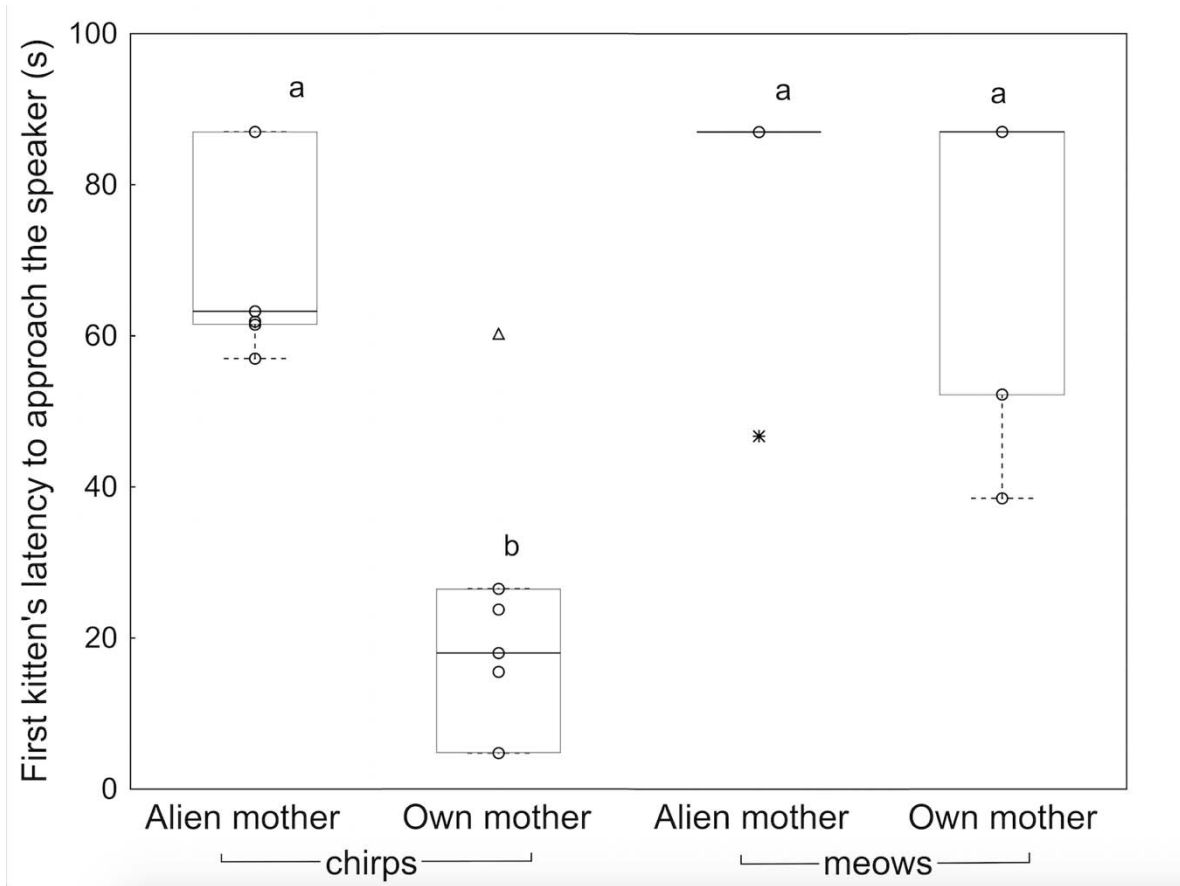 First kitten's latency to approach the speaker (s)
100
80
60
40
20
0
a
b
a
a
Alien mother
Own mother
Alien mother
Own mother
chirps
meows